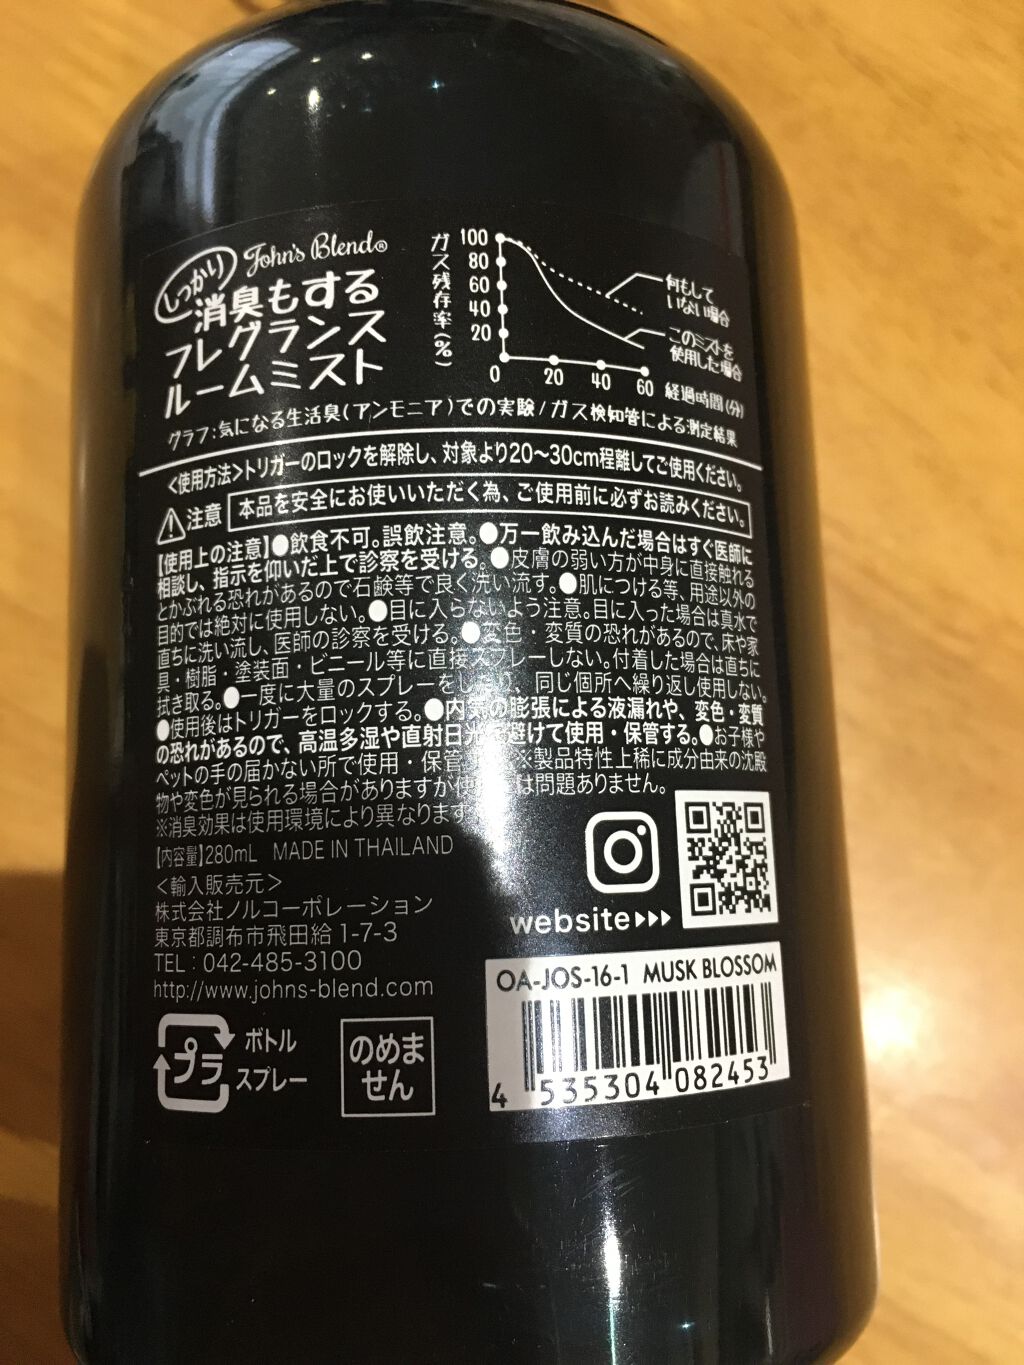 しっかり
John's Blend®
消臭もする
フレグランス
ルームミスト
ガス残存率(%)
100
80
60
40
20
0 20 40 60
経過時間(分)
何もして
いない場合
このミストを
使用した場合
グラフ:気になる生活臭(アンモニア)での実験/ガス検知管による測定結果
<使用方法>トリガーのロックを解除し、対象より20〜30cm程離してご使用ください。
注意 本品を安全にお使いいただく為、ご使用前に必ずお読みください。
【使用上の注意】●飲食不可。誤飲注意。●万一飲み込んだ場合はすぐ医師に
相談し、指示を仰いだ上で診察を受ける。●皮膚の弱い方が中身に直接触れる
とかぶれる恐れがあるので石鹸等で良く洗い流す。●肌につける等、用途以外の
目的では絶対に使用しない。●目に入らないよう注意。目に入った場合は真水で
直ちに洗い流し、医師の診察を受ける。●変色・変質の恐れがあるので、床や家
具・樹脂・塗装面・ビニール等に直接スプレーしない。付着した場合は直ちに
拭き取る。●一度に大量のスプレーをしたり、同じ個所へ繰り返し使用しない。
●使用後はトリガーをロックする。●内気の膨張による液漏れや、変色・変質
の恐れがあるので、高温多湿や直射日光を避けて使用・保管する。●お子様や
ペットの手の届かない所で使用・保管 ※製品特性上稀に成分由来の沈殿
物や変色が見られる場合がありますが使 は問題ありません。
※消臭効果は使用環境により異なります
【内容量】280mL MADE IN THAILAND
<輸入販売元>
株式会社ノルコーポレーション
東京都調布市飛田給1-7-3
TEL:042-485-3100
http://www.johns-blend.com
website
OA-JOS-16-1 MUSK BLOSSOM
4 535304 082453
プラ
ボトル
スプレー
のめま
せん